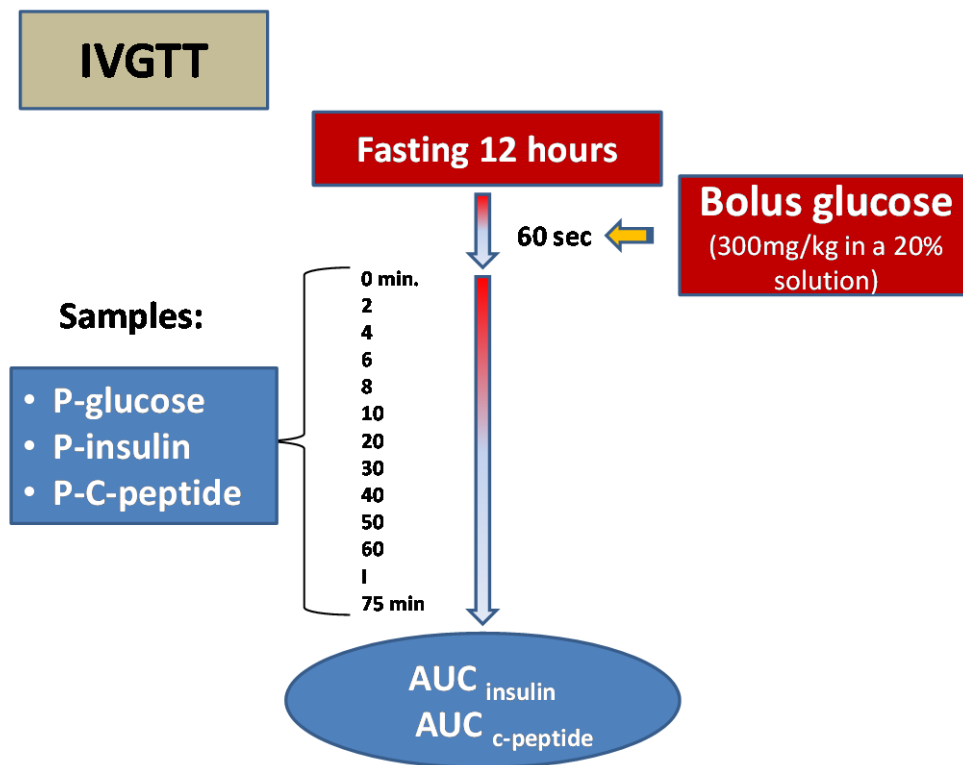 IVGTT
Fasting 12 hours
60 sec
Bolus glucose
(300mg/kg in a 20%
solution)
Samples:
• P-glucose
• P-insulin
• P-C-peptide
0 min.
2
4
6
8
10
20
30
40
50
60
I
75 min
AUC insulin
AUC c-peptide